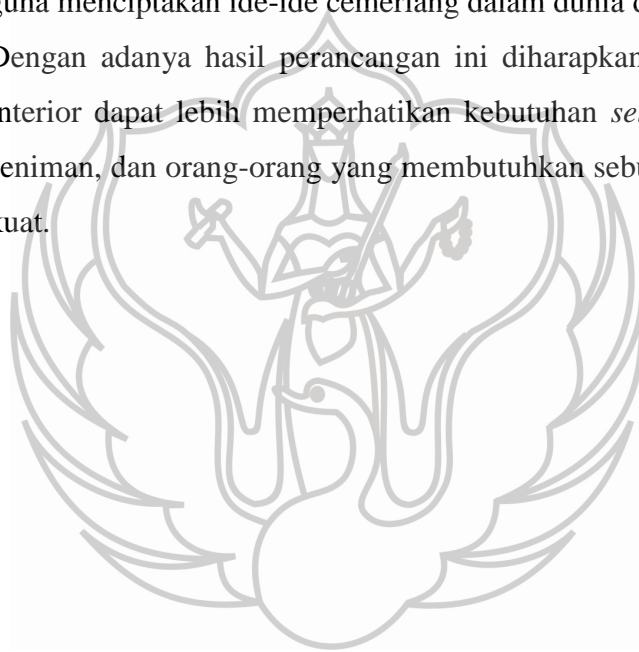 guna menciptakan ide-ide cemerlang dalam dunia
Dengan adanya hasil perancangan ini diharapkan
interior dapat lebih memperhatikan kebutuhan
seniman, dan orang-orang yang membutuhkan
kuat.